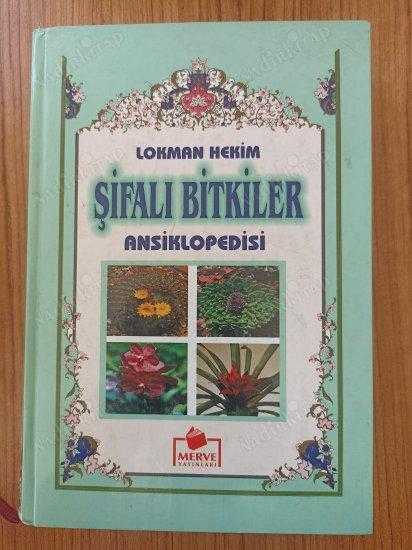 LOKMAN HEKİM
ŞİFALI BİTKİLER
ANSİKLOPEDİSİ
MERVE
YAYINLARI